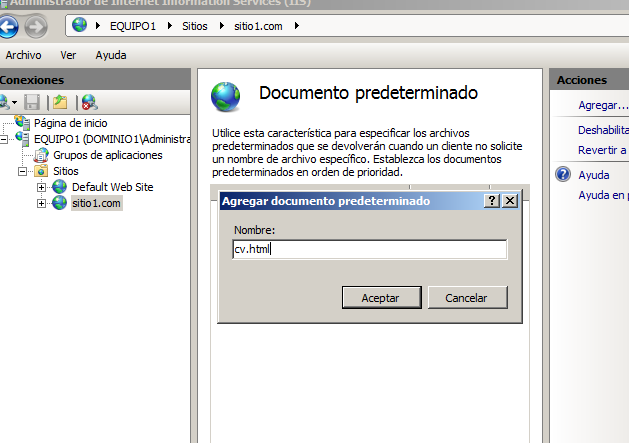 Administrador de Internet Information Services (IIS)
EQUIPO1 Sitios sitio1.com
Archivo Ver Ayuda
Conexiones
Página de inicio
EQUIPO1 (DOMINIO1\Administra
Grupos de aplicaciones
Sitios
Default Web Site
sitio1.com
Documento predeterminado
Utilice esta característica para especificar los archivos
predeterminados que se devolverán cuando un cliente no solicite
un nombre de archivo específico. Establezca los documentos
predeterminados en orden de prioridad.
Agregar documento predeterminado
Nombre:
cv.html
Aceptar Cancelar
Acciones
Agregar...
Deshabilita
Revertir a
Ayuda
Ayuda en p